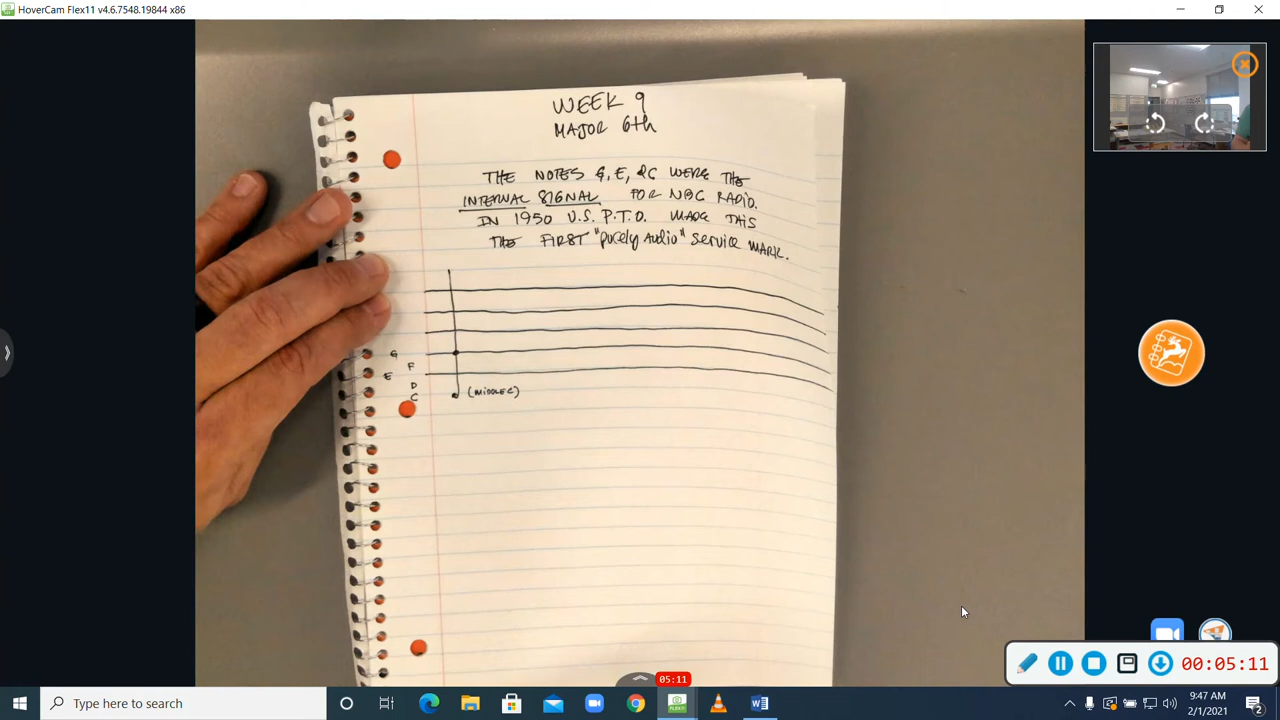 HoverCam Flex11 v4.6.7548.19844 x86
WEEK 9
MAJOR 6th
THE NOTES G, E, & C WERE THE
INTERNAL SIGNAL FOR NBC RADIO.
IN 1950 U.S. P.T.O. MADE THIS
THE FIRST "purely Audio" service MARK.
G
F
E
D
C
(MIDDLE C)
00:05:11
05:11
Type here to search
FLEX11
W
9:47 AM
2/1/2021
2